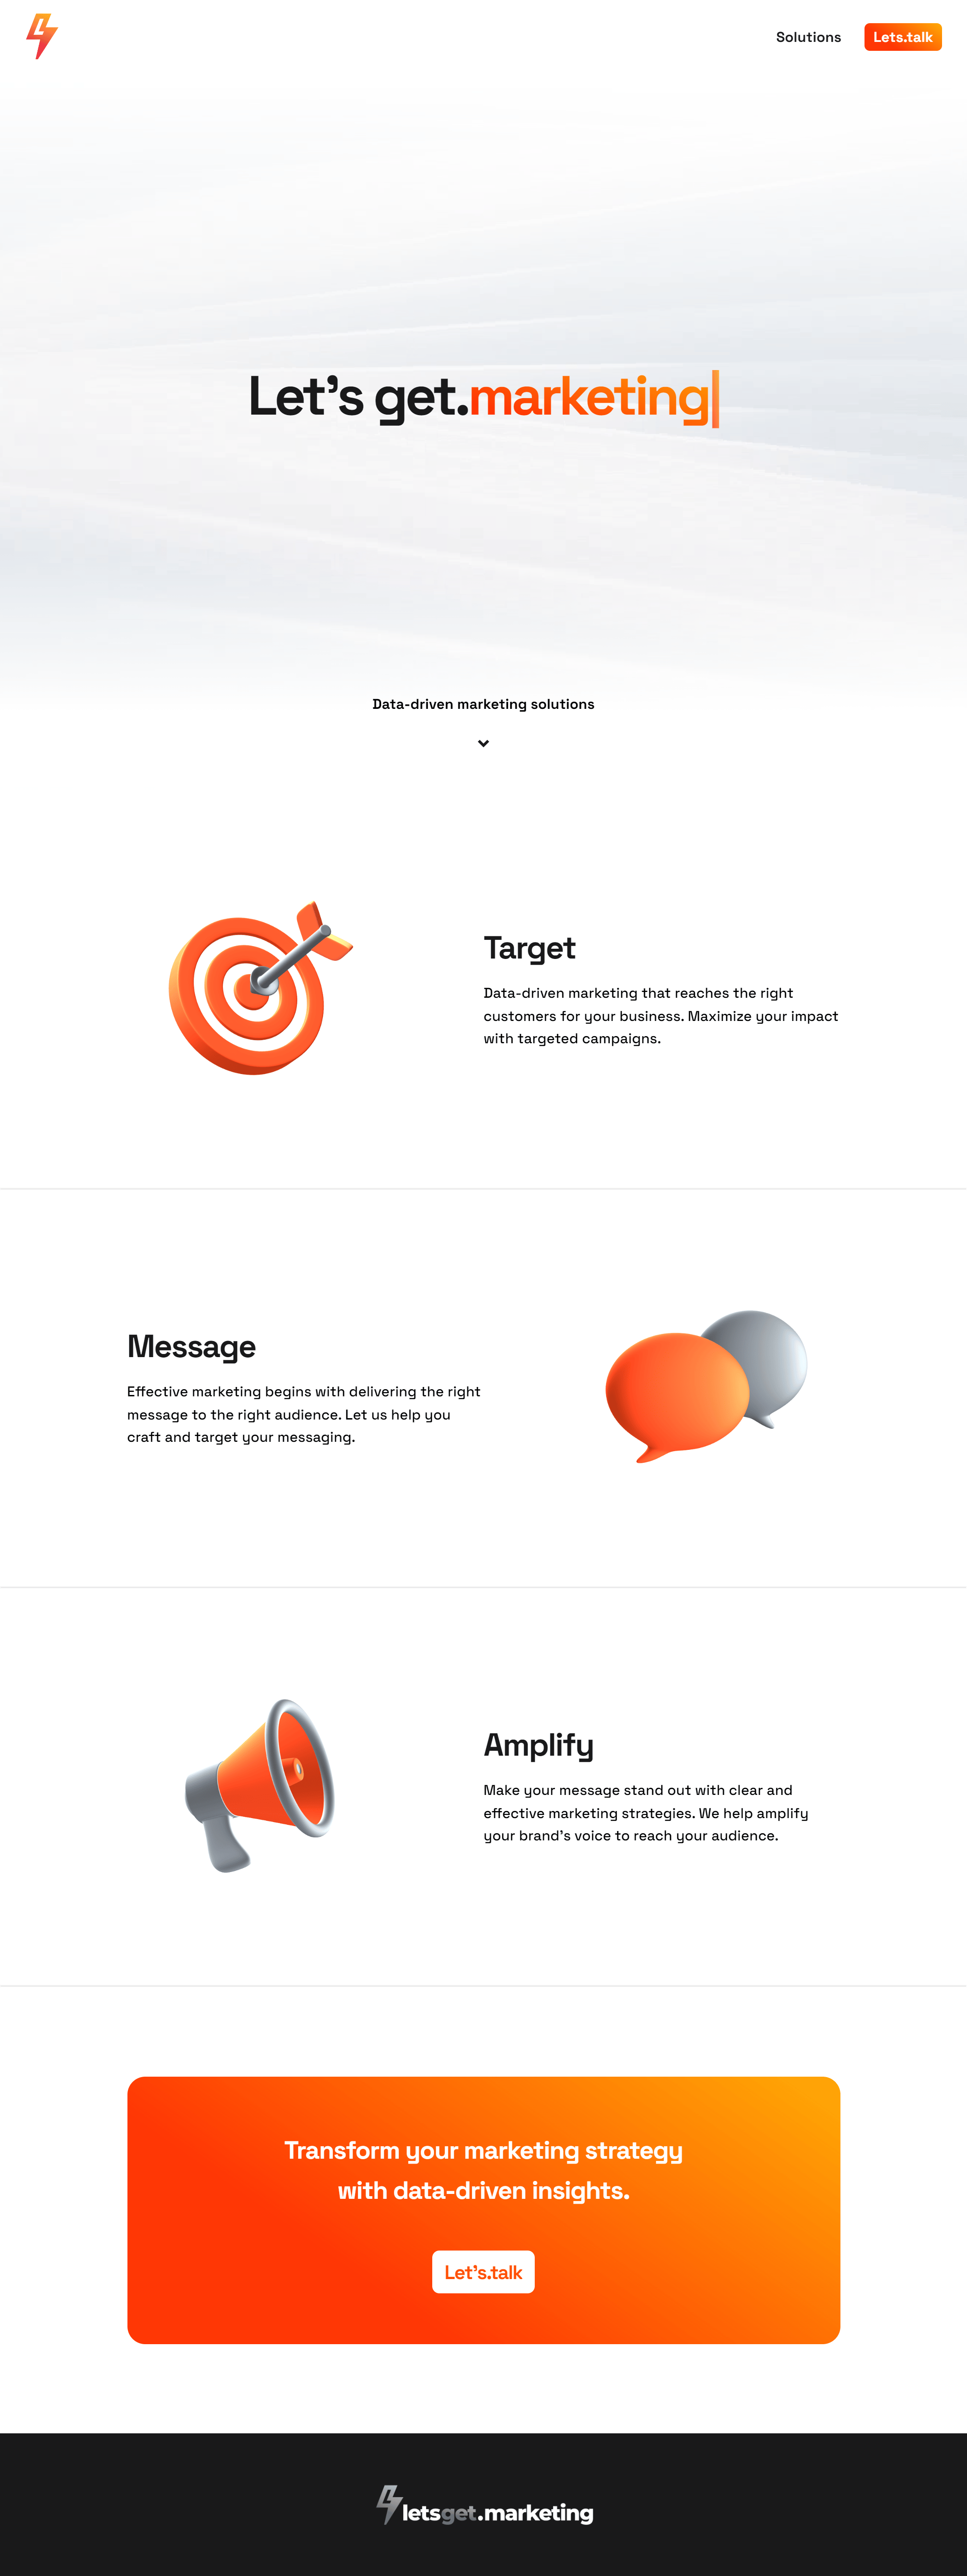 Solutions
Lets.talk
Let's get.marketing
Data-driven marketing solutions
Target
Data-driven marketing that reaches the right
customers for your business. Maximize your impact
with targeted campaigns.
Message
Effective marketing begins with delivering the right
message to the right audience. Let us help you
craft and target your messaging.
Amplify
Make your message stand out with clear and
effective marketing strategies. We help amplify
your brand's voice to reach your audience.
Transform your marketing strategy
with data-driven insights.
Let's.talk
letsget.marketing